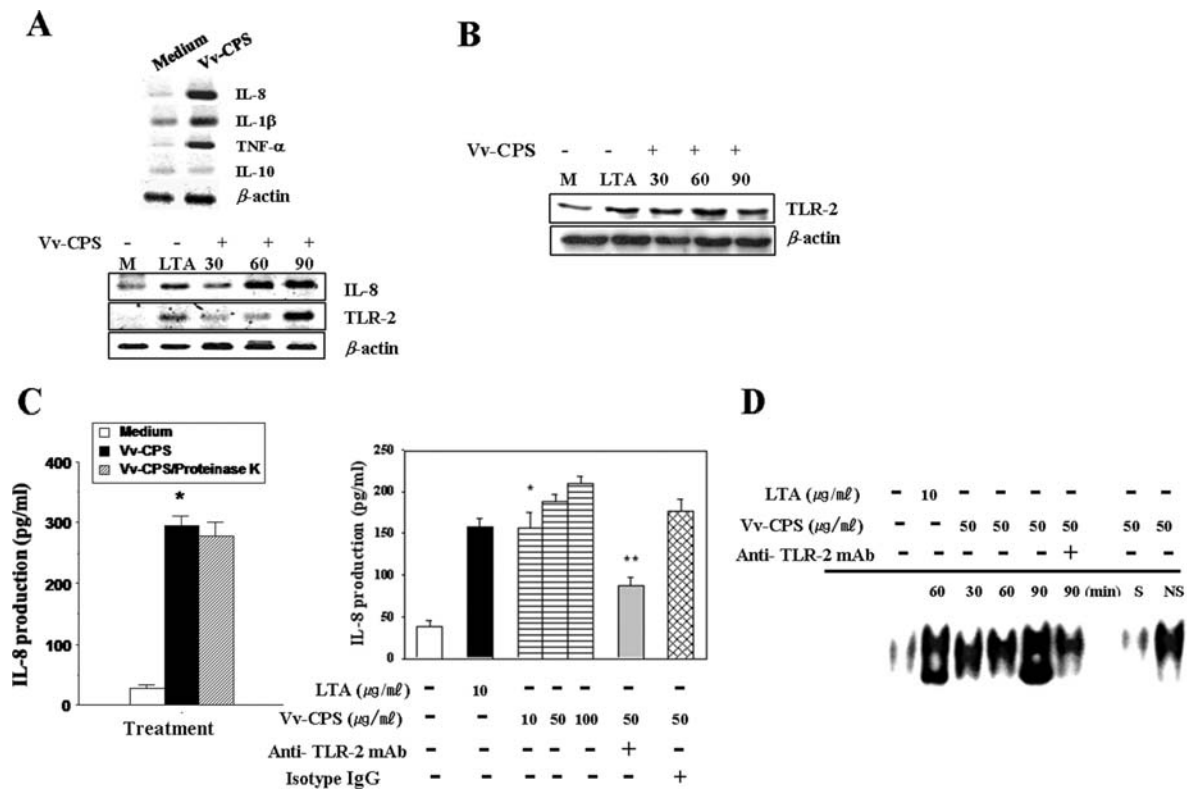 A
Medium Vv-CPS
IL-8
IL-1β
TNF-α
IL-10
β-actin
Vv-CPS - - + + +
M LTA 30 60 90
IL-8
TLR-2
β-actin
B
Vv-CPS - - + + +
M LTA 30 60 90
TLR-2
β-actin
C
Medium
Vv-CPS
Vv-CPS/Proteinase K
IL-8 production (pg/ml)
400
300
200
100
0
*
Treatment
IL-8 production (pg/ml)
250
200
150
100
50
0
*
**
LTA (μg/mℓ) - 10 - - - - -
Vv-CPS (μg/mℓ) - - 10 50 100 50 50
Anti- TLR-2 mAb - - - - - + -
Isotype IgG - - - - - - +
D
LTA (μg/mℓ) - 10 - - - - - -
Vv-CPS (μg/mℓ) - - 50 50 50 50 50 50
Anti- TLR-2 mAb - - - - - + - -
60 30 60 90 90 (min) S NS